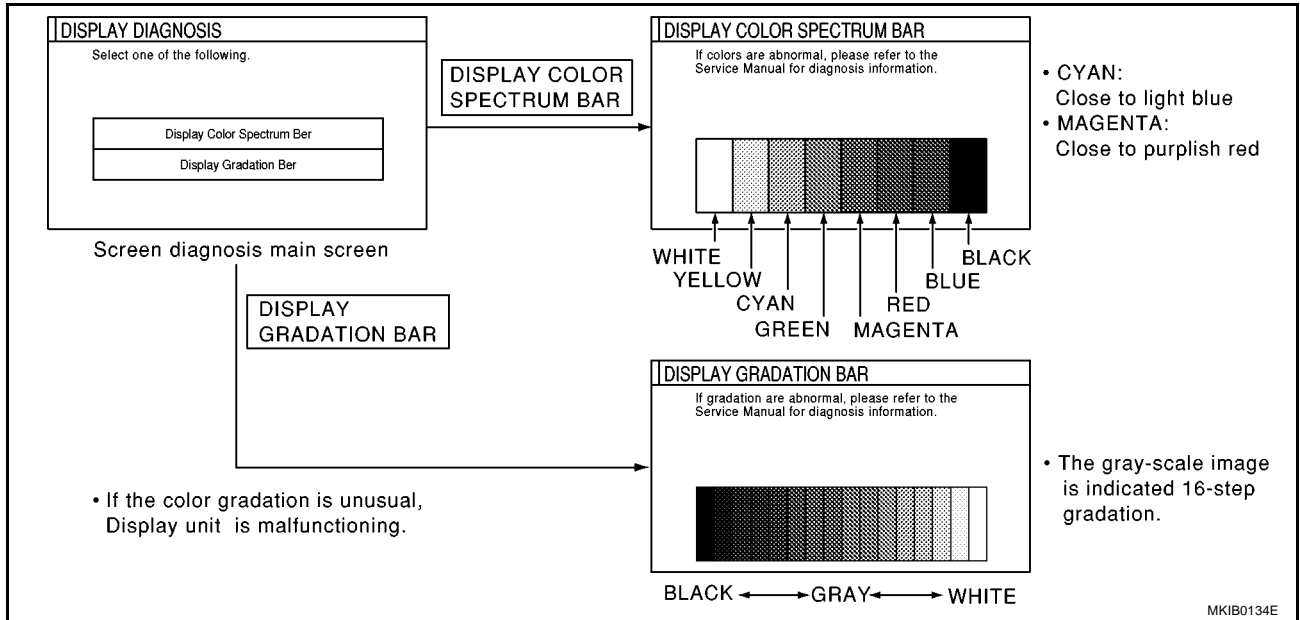 DISPLAY DIAGNOSIS
Select one of the following.
Display Color Spectrum Ber
Display Gradation Ber
Screen diagnosis main screen
DISPLAY COLOR
SPECTRUM BAR
DISPLAY COLOR SPECTRUM BAR
If colors are abnormal, please refer to the
Service Manual for diagnosis information.
WHITE
YELLOW
CYAN
GREEN
MAGENTA
RED
BLUE
BLACK
• CYAN:
Close to light blue
• MAGENTA:
Close to purplish red
DISPLAY
GRADATION BAR
• If the color gradation is unusual,
Display unit is malfunctioning.
DISPLAY GRADATION BAR
If gradation are abnormal, please refer to the
Service Manual for diagnosis information.
BLACK GRAY WHITE
• The gray-scale image
is indicated 16-step
gradation.
MKIB0134E